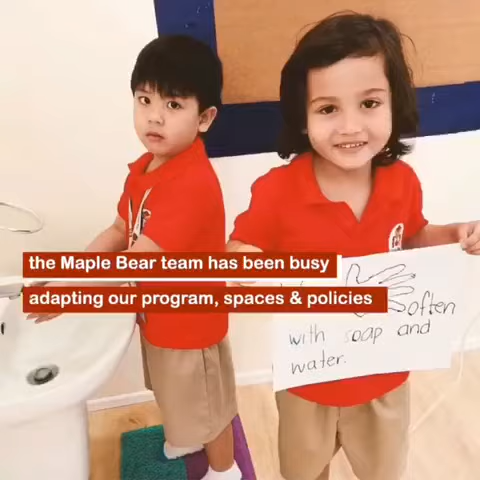 the Maple Bear team has been busy
adapting our program, spaces & policies
often
with soap and
water.